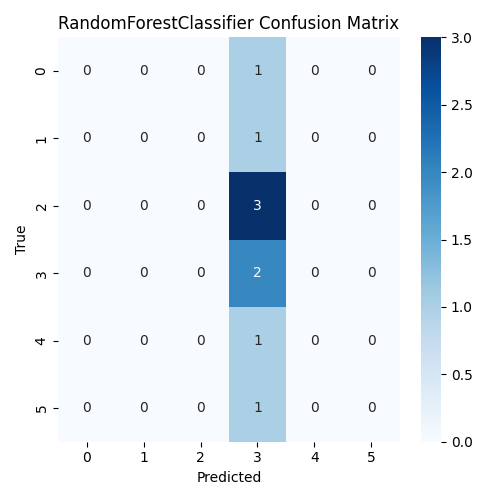 RandomForestClassifier Confusion Matrix
0 0 0 0 1 0 0
1 0 0 0 1 0 0
2 0 0 0 3 0 0
3 0 0 0 2 0 0
4 0 0 0 1 0 0
5 0 0 0 1 0 0
True
0 1 2 3 4 5
Predicted
3.0
2.5
2.0
1.5
1.0
0.5
0.0